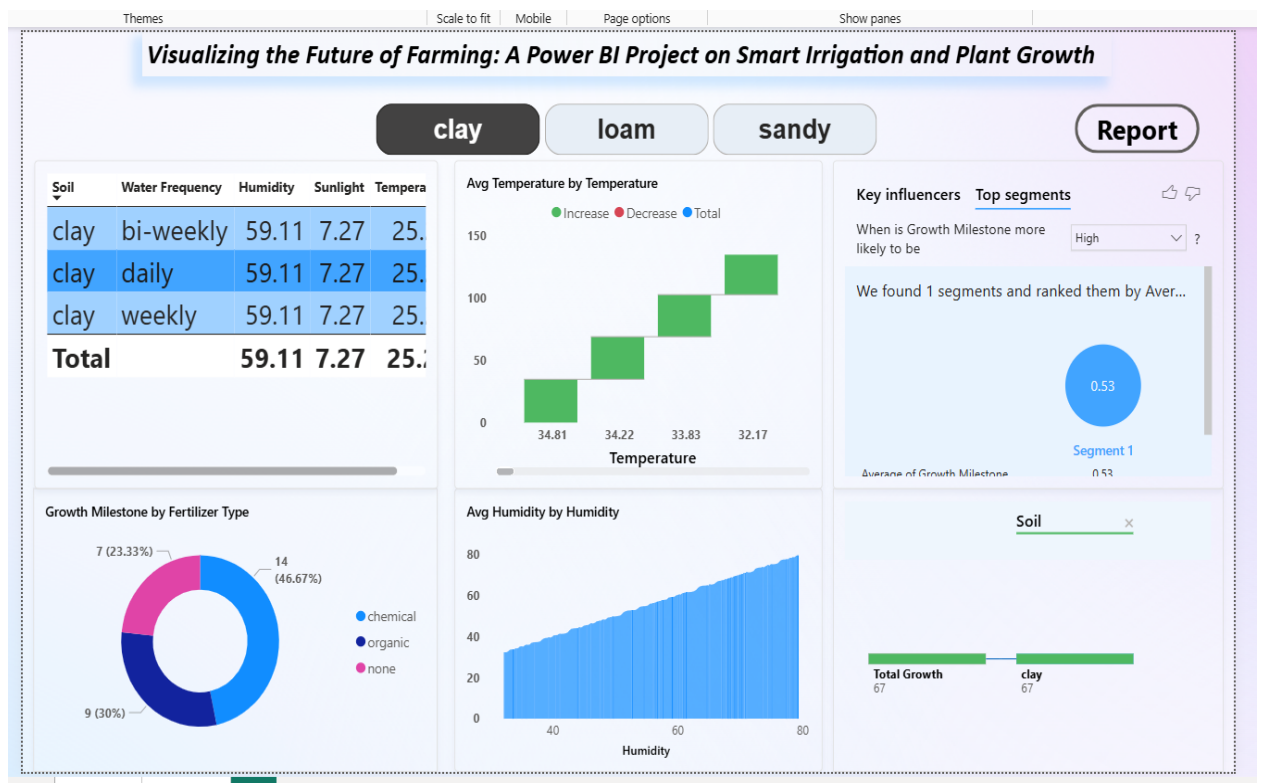 Themes
Scale to fit
Mobile
Page options
Show panes
Visualizing the Future of Farming: A Power BI Project on Smart Irrigation and Plant Growth
clay
loam
sandy
Report
Soil Water Frequency Humidity Sunlight Tempera
clay bi-weekly 59.11 7.27 25.
clay daily 59.11 7.27 25.
clay weekly 59.11 7.27 25.
Total 59.11 7.27 25.
Avg Temperature by Temperature
Increase Decrease Total
150
100
50
0
34.81 34.22 33.83 32.17
Temperature
Key influencers Top segments
When is Growth Milestone more
likely to be
High
?
We found 1 segments and ranked them by Aver...
0.53
Segment 1
Average of Growth Milestone 0.53
Growth Milestone by Fertilizer Type
7 (23.33%)
14
(46.67%)
9 (30%)
chemical
organic
none
Avg Humidity by Humidity
80
60
40
20
0
40 60 80
Humidity
Soil
Total Growth
67
clay
67